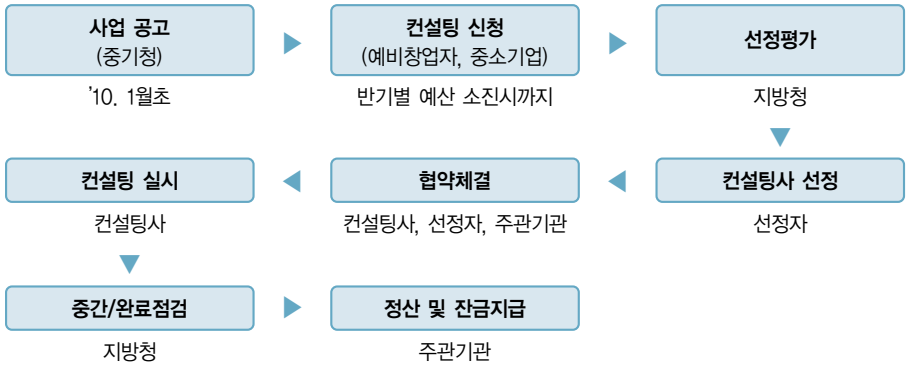 사업 공고
(중기청)
'10. 1월초
컨설팅 신청
(예비창업자, 중소기업)
반기별 예산 소진시까지
선정평가
지방청
컨설팅사 선정
선정자
협약체결
컨설팅사, 선정자, 주관기관
컨설팅 실시
컨설팅사
중간/완료점검
지방청
정산 및 잔금지급
주관기관